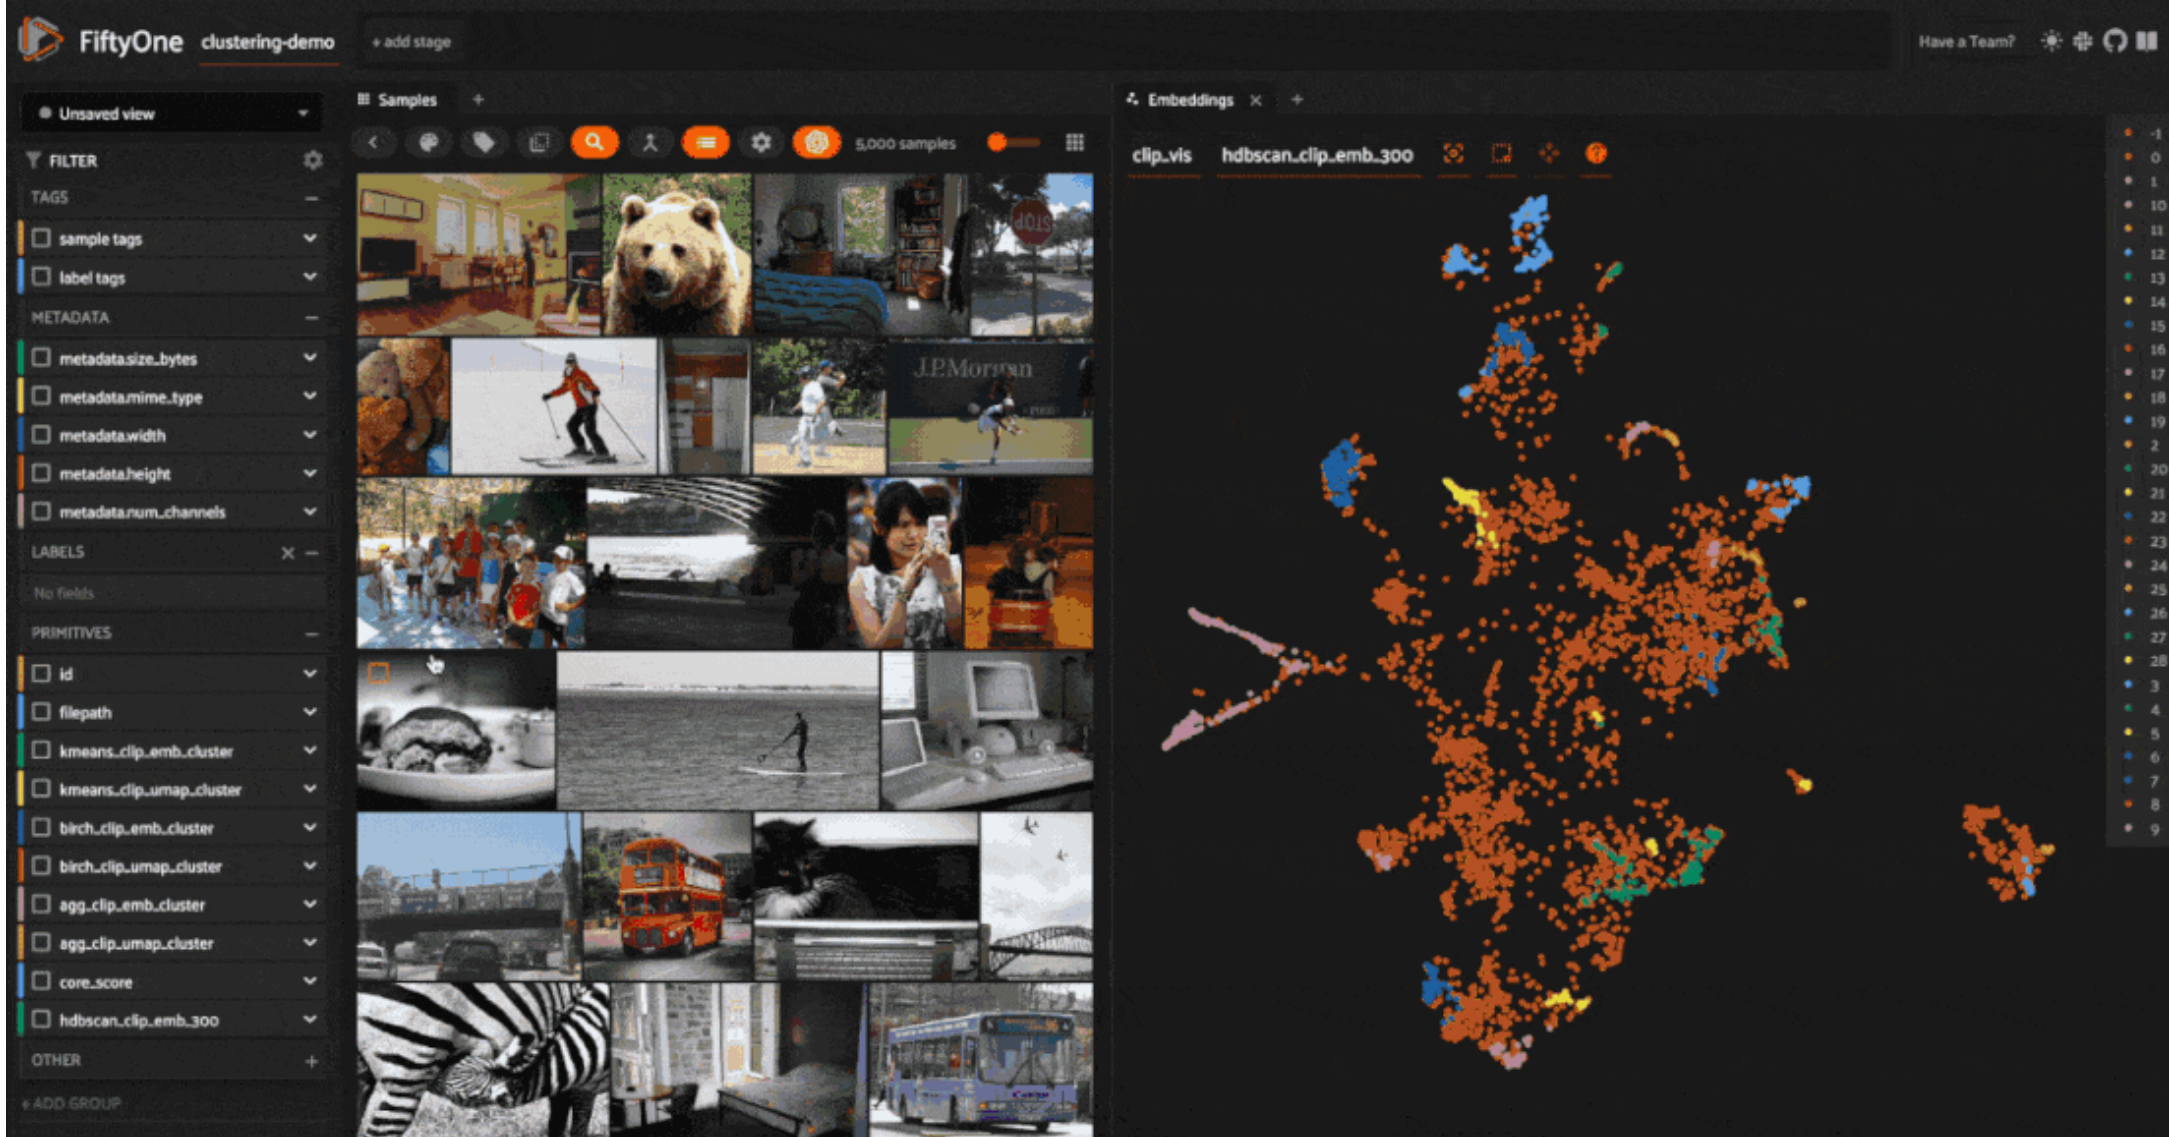 FiftyOne
clustering-demo
+ add stage
Have a Team?
Unsaved view
FILTER
TAGS
sample tags
label tags
METADATA
metadata.size_bytes
metadata.mime_type
metadata.width
metadata.height
metadata.num_channels
LABELS
No fields
PRIMITIVES
id
filepath
kmeans_clip_emb_cluster
kmeans_clip_umap_cluster
birch_clip_emb_cluster
birch_clip_umap_cluster
agg_clip_emb_cluster
agg_clip_umap_cluster
core_score
hdbscan_clip_emb_300
OTHER
+ ADD GROUP
Samples
+
5,000 samples
STOP
J.P.Morgan
Embeddings
+
clip_vis
hdbscan_clip_emb_300
-1
0
1
10
11
12
13
14
15
16
17
18
19
2
20
21
22
23
24
25
26
27
28
3
4
5
6
7
8
9